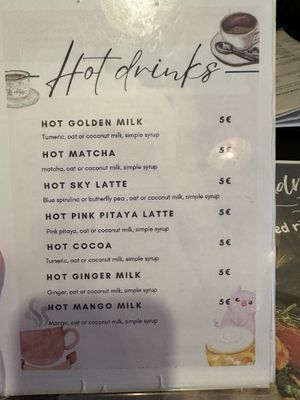 Hot drinks
HOT GOLDEN MILK 5€
Tumeric, oat or coconut milk, simple syrup
HOT MATCHA 5€
matcha, oat or coconut milk, simple syrup
HOT SKY LATTE 5€
Blue spirulina or butterfly pea , oat or coconut milk, simple syrup
HOT PINK PITAYA LATTE 5€
Pink pitaya, oat or coconut milk, simple syrup
HOT COCOA 5€
Tumeric, oat or coconut milk, simple syrup
HOT GINGER MILK 5€
Ginger, oat or coconut milk, simple syrup
HOT MANGO MILK 5€
Mango, oat or coconut milk, simple syrup